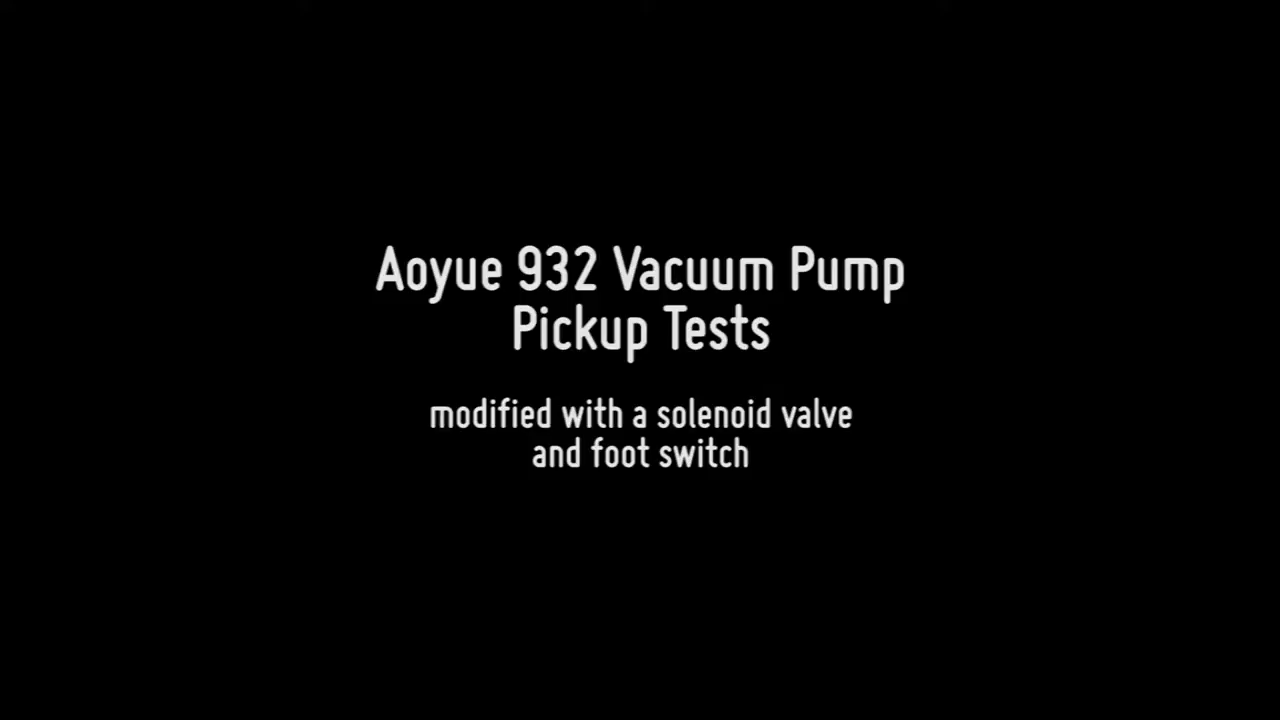 Aoyue 932 Vacuum Pump
Pickup Tests
modified with a solenoid valve
and foot switch